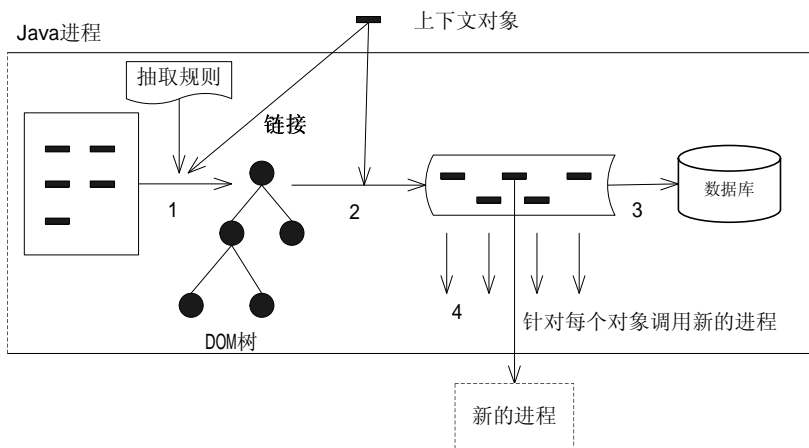 上下文对象
Java进程
抽取规则
链接
1
2
3
数据库
4
针对每个对象调用新的进程
DOM树
新的进程